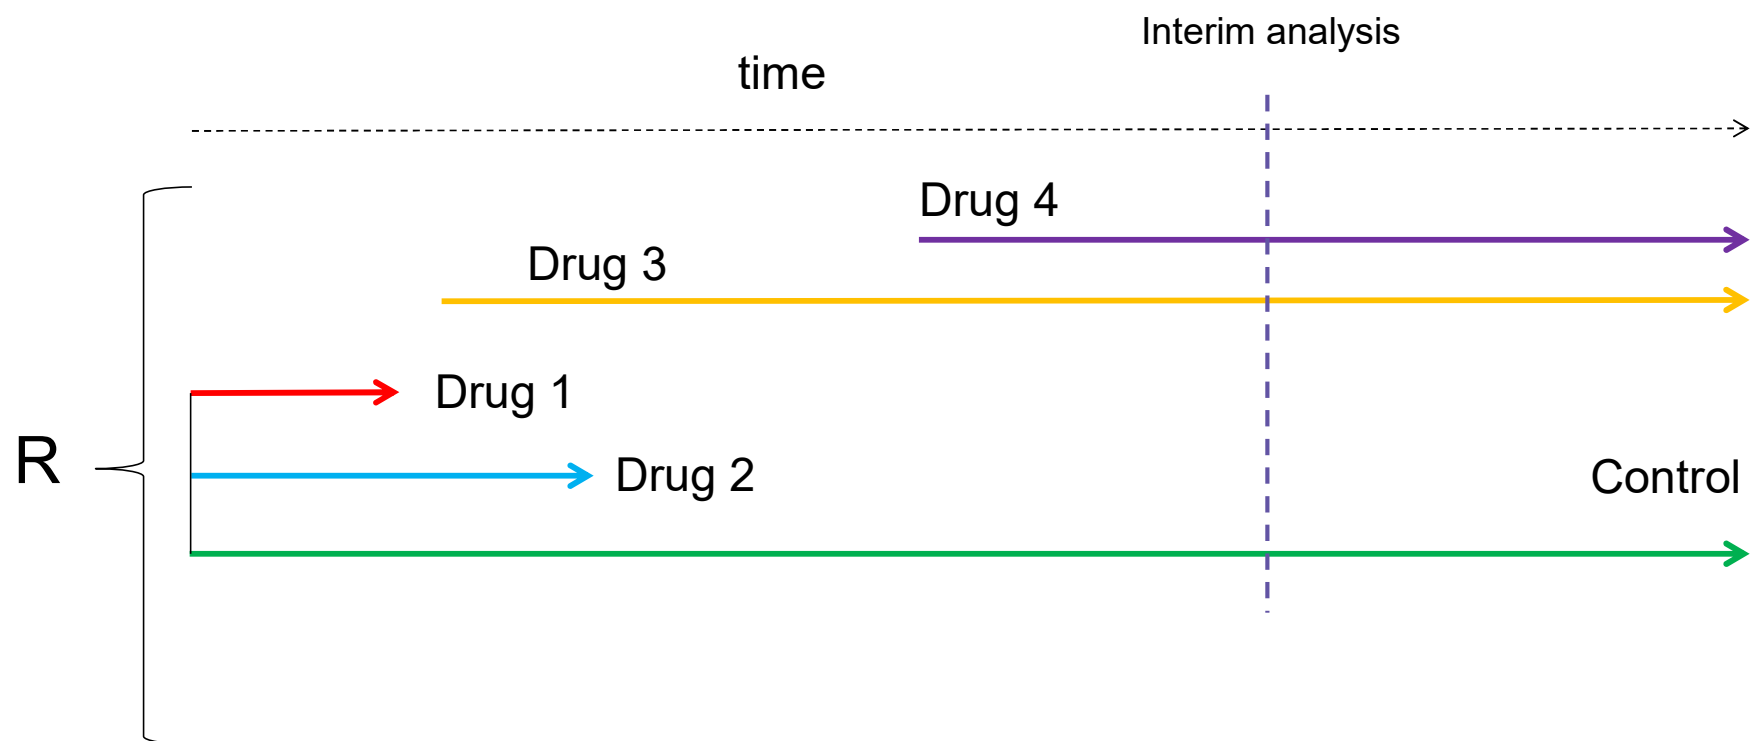 Interim analysis
time
Drug 4
Drug 3
Drug 1
R
Drug 2
Control